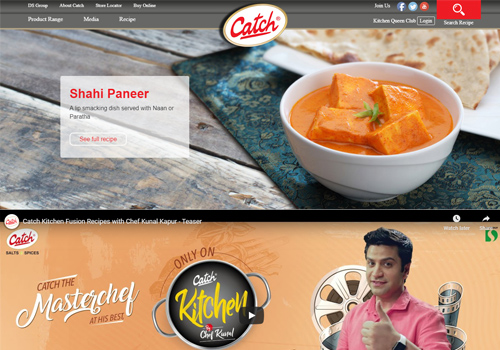 DS Group About Catch Store Locator Buy Online
Join Us
Product Range Media Recipe
Catch
Kitchen Queen Club Login
Search Recipe
Shahi Paneer
A lip smacking dish served with Naan or
Paratha
See full recipe
Catch Kitchen Fusion Recipes with Chef Kunal Kapur - Teaser
Watch later
Catch
SALTS SPICES
CATCH THE
Masterchef
AT HIS BEST
ONLY ON
Catch
Kitchen
Chef Kunal